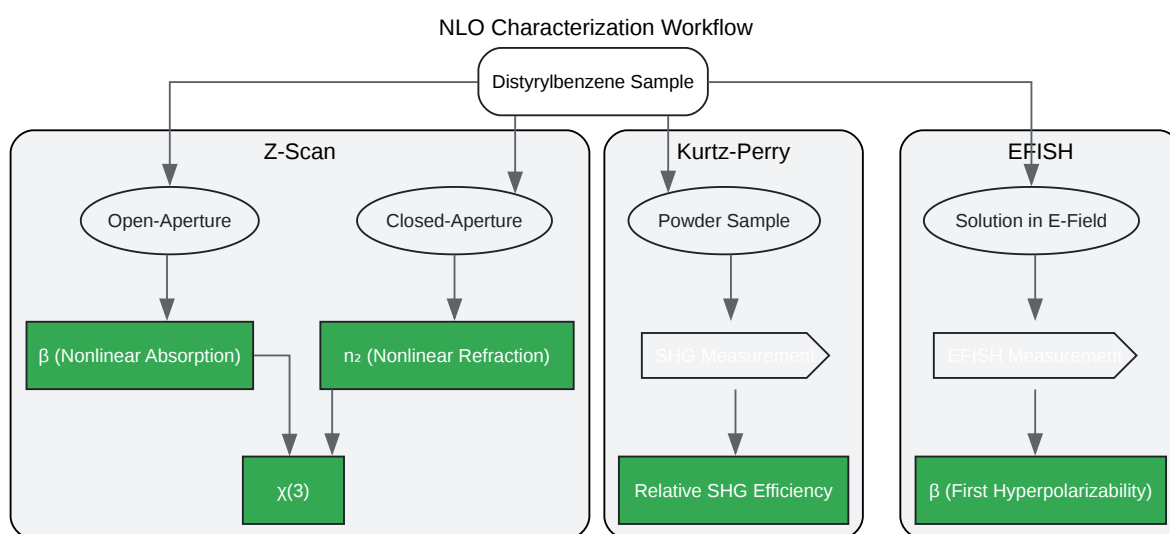 NLO Characterization Workflow
Distyrylbenzene Sample
Z-Scan
Kurtz-Perry
EFISH
Open-Aperture
Closed-Aperture
Powder Sample
Solution in E-Field
β (Nonlinear Absorption)
n₂ (Nonlinear Refraction)
SHG Measurement
EFISH Measurement
χ(3)
Relative SHG Efficiency
β (First Hyperpolarizability)